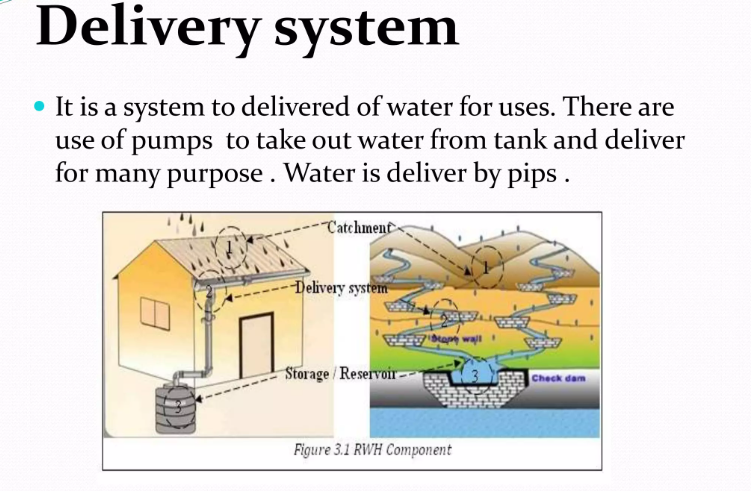 Delivery system
It is a system to delivered of water for uses. There are
use of pumps to take out water from tank and deliver
for many purpose . Water is deliver by pips .
Catchment
1
1
Delivery system
2
2
Stone wall
Storage / Reservoir
3
3
Check dam
Figure 3.1 RWH Component